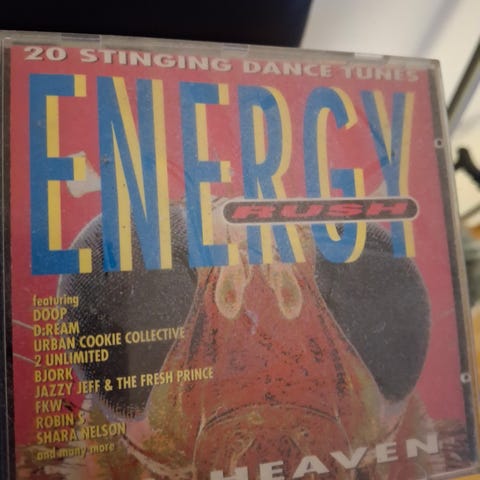 20 STINGING DANCE TUNES
ENERGY
RUSH
featuring
DOOP
D:REAM
URBAN COOKIE COLLECTIVE
2 UNLIMITED
BJORK
JAZZY JEFF & THE FRESH PRINCE
FKW
ROBIN S
SHARA NELSON
and many more
HEAVEN